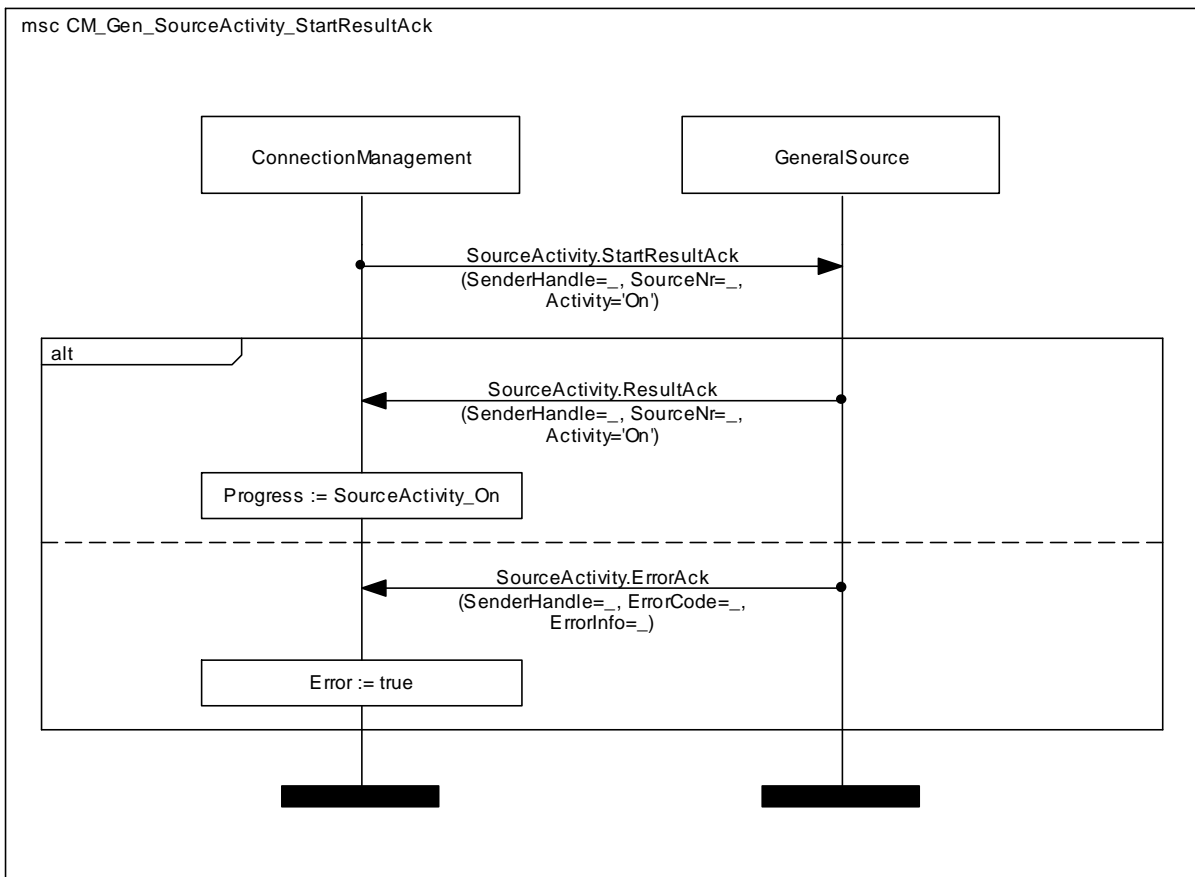 msc CM_Gen_SourceActivity_StartResultAck
ConnectionManagement
GeneralSource
SourceActivity.StartResultAck
(SenderHandle=_, SourceNr=_,
Activity='On')
alt
SourceActivity.ResultAck
(SenderHandle=_, SourceNr=_,
Activity='On')
Progress := SourceActivity_On
SourceActivity.ErrorAck
(SenderHandle=_, ErrorCode=_,
ErrorInfo=_)
Error := true